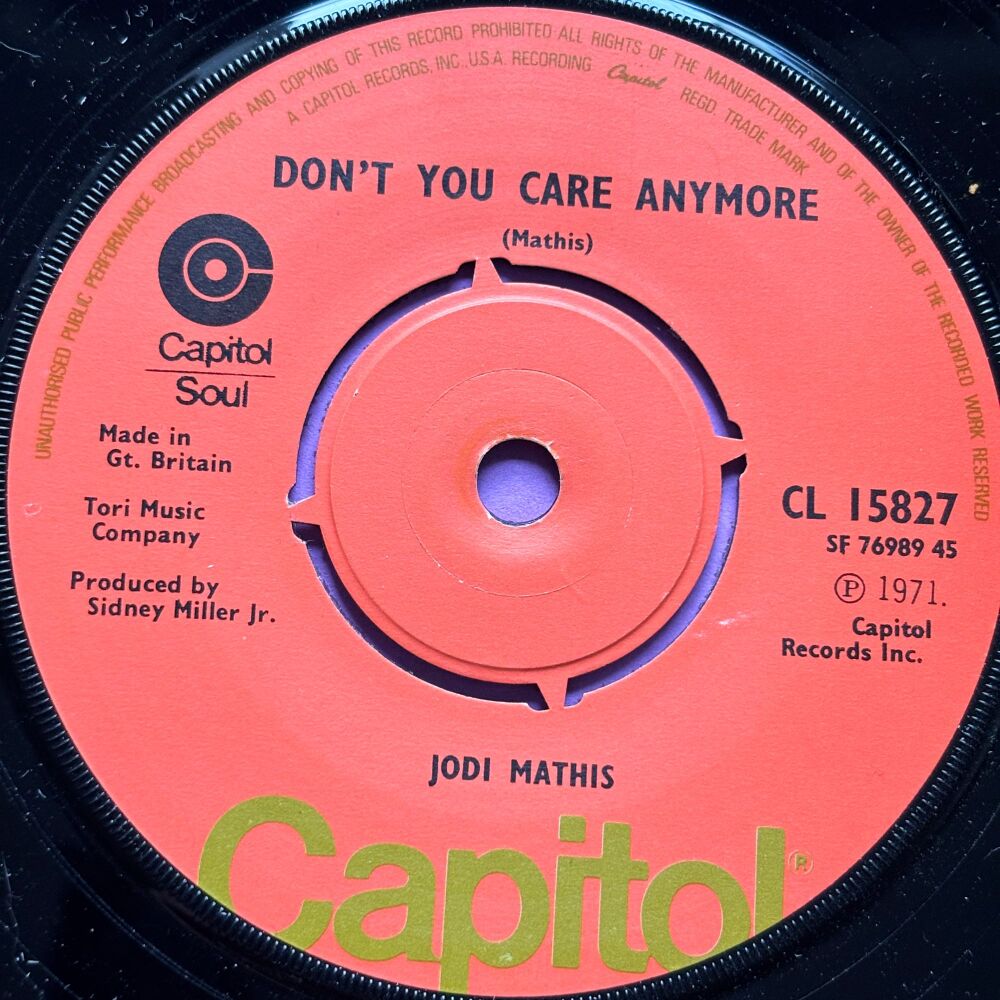 UNAUTHORISED PUBLIC PERFORMANCE BROADCASTING AND COPYING OF THIS RECORD PROHIBITED ALL RIGHTS OF THE MANUFACTURER AND OF THE OWNER OF THE RECORDED WORK RESERVED
A CAPITOL RECORDS, INC., U.S.A. RECORDING Capitol REGD. TRADE MARK
DON'T YOU CARE ANYMORE
(Mathis)
Capitol
Soul
Made in
Gt. Britain
Tori Music
Company
Produced by
Sidney Miller Jr.
CL 15827
SF 76989 45
Ⓟ 1971.
Capitol
Records Inc.
JODI MATHIS
Capitol®